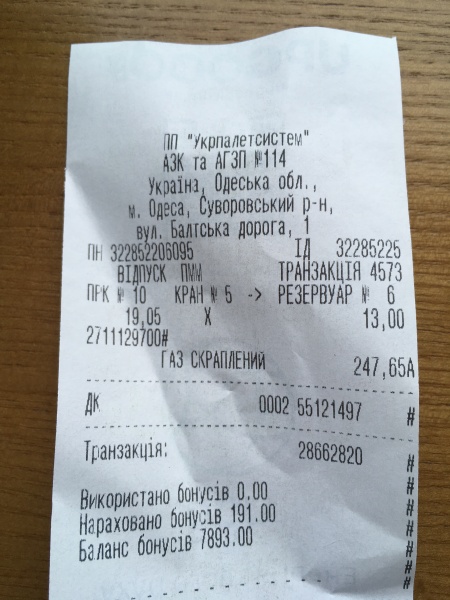 ПП "Укрпалетсистем"
АЗК та АГЗП №114
Україна, Одеська обл.,
м. Одеса, Суворовський р-н,
вул. Балтська дорога, 1
ПН 322852206095 ІД 32285225
ВІДПУСК ПММ ТРАНЗАКЦІЯ 4573
ПРК № 10 КРАН № 5 -> РЕЗЕРВУАР № 6
19,05 X 13,00
2711129700#
ГАЗ СКРАПЛЕНИЙ 247,65А
ДК 0002 55121497 #
#
Транзакція: 28662820
#
#
Використано бонусів 0.00 #
Нараховано бонусів 191.00 #
Баланс бонусів 7893.00 #
#
#